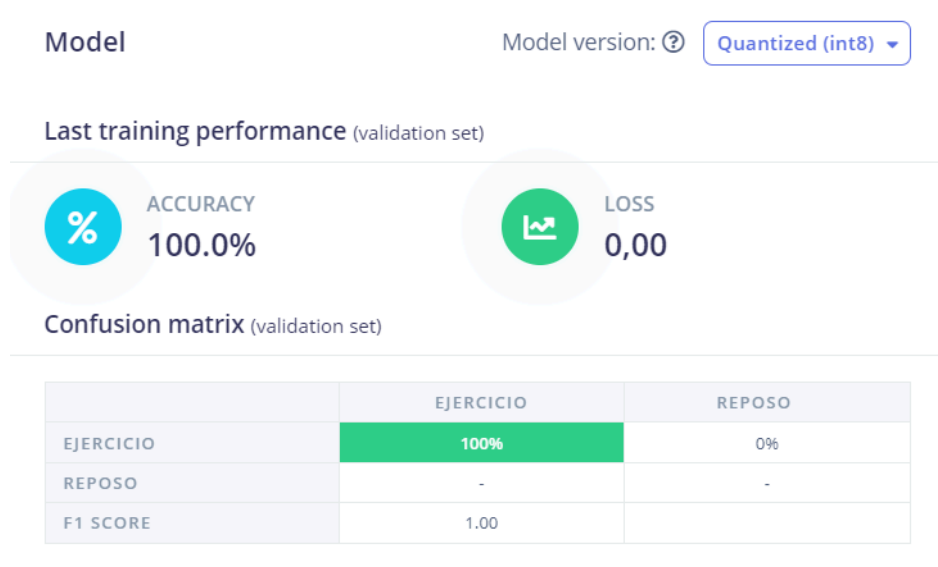 Model
Model version: ? Quantized (int8)
Last training performance (validation set)
% ACCURACY
100.0%
LOSS
0,00
Confusion matrix (validation set)
EJERCICIO REPOSO
EJERCICIO 100% 0%
REPOSO - -
F1 SCORE 1.00